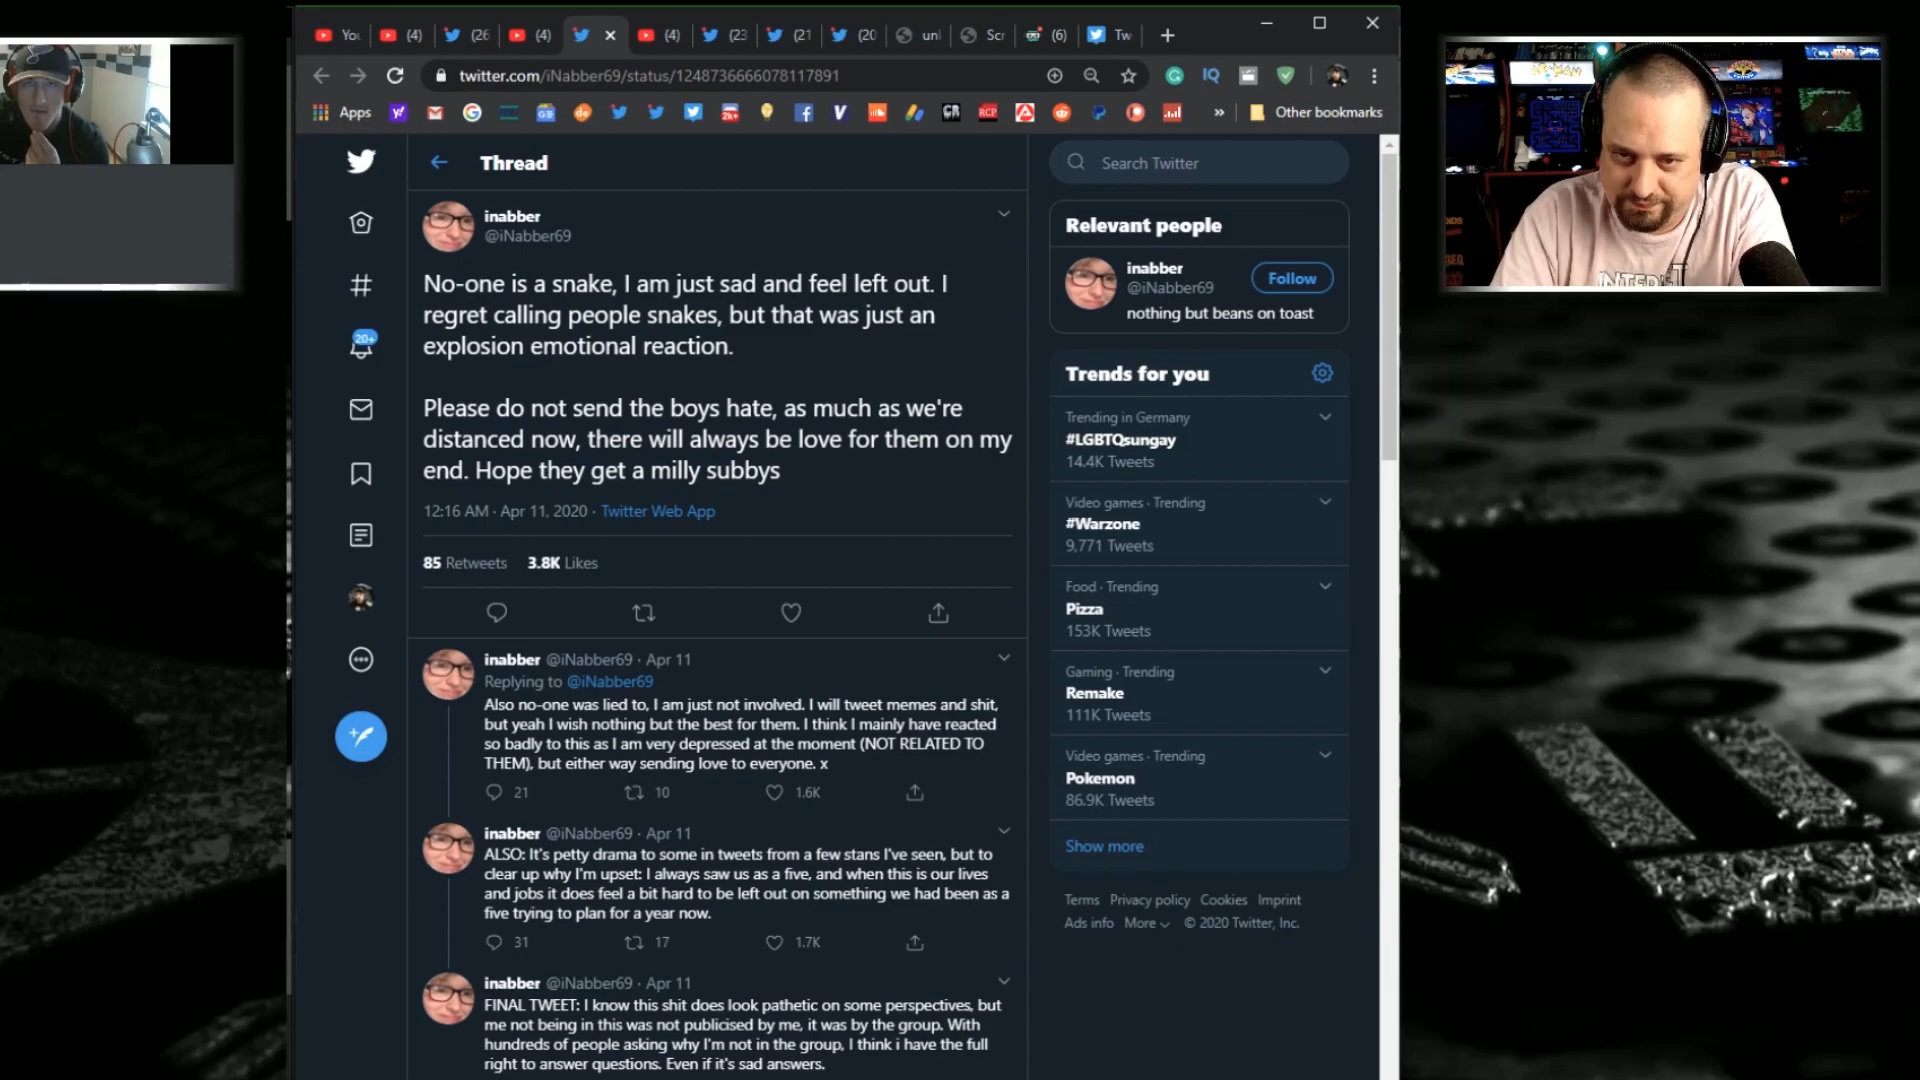 You (4) (26 (4) (4) (23 (21 (20 unl Scr (6) Tw
twitter.com/iNabber69/status/1248736666078117891 IQ
Apps Other bookmarks
Thread
Search Twitter
inabber
@iNabber69
No-one is a snake, I am just sad and feel left out. I
regret calling people snakes, but that was just an
explosion emotional reaction.
Please do not send the boys hate, as much as we're
distanced now, there will always be love for them on my
end. Hope they get a milly subbys
12:16 AM · Apr 11, 2020 · Twitter Web App
85 Retweets 3.8K Likes
20+
inabber @iNabber69 · Apr 11
Replying to @iNabber69
Also no-one was lied to, I am just not involved. I will tweet memes and shit,
but yeah I wish nothing but the best for them. I think I mainly have reacted
so badly to this as I am very depressed at the moment (NOT RELATED TO
THEM), but either way sending love to everyone. x
21 10 1.6K
inabber @iNabber69 · Apr 11
ALSO: It's petty drama to some in tweets from a few stans I've seen, but to
clear up why I'm upset: I always saw us as a five, and when this is our lives
and jobs it does feel a bit hard to be left out on something we had been as a
five trying to plan for a year now.
31 17 1.7K
inabber @iNabber69 · Apr 11
FINAL TWEET: I know this shit does look pathetic on some perspectives, but
me not being in this was not publicised by me, it was by the group. With
hundreds of people asking why I'm not in the group, I think i have the full
right to answer questions. Even if it's sad answers.
Relevant people
inabber
@iNabber69
Follow
nothing but beans on toast
Trends for you
Trending in Germany
#LGBTQsungay
14.4K Tweets
Video games · Trending
#Warzone
9,771 Tweets
Food · Trending
Pizza
153K Tweets
Gaming · Trending
Remake
111K Tweets
Video games · Trending
Pokemon
86.9K Tweets
Show more
Terms Privacy policy Cookies Imprint
Ads info More © 2020 Twitter, Inc.